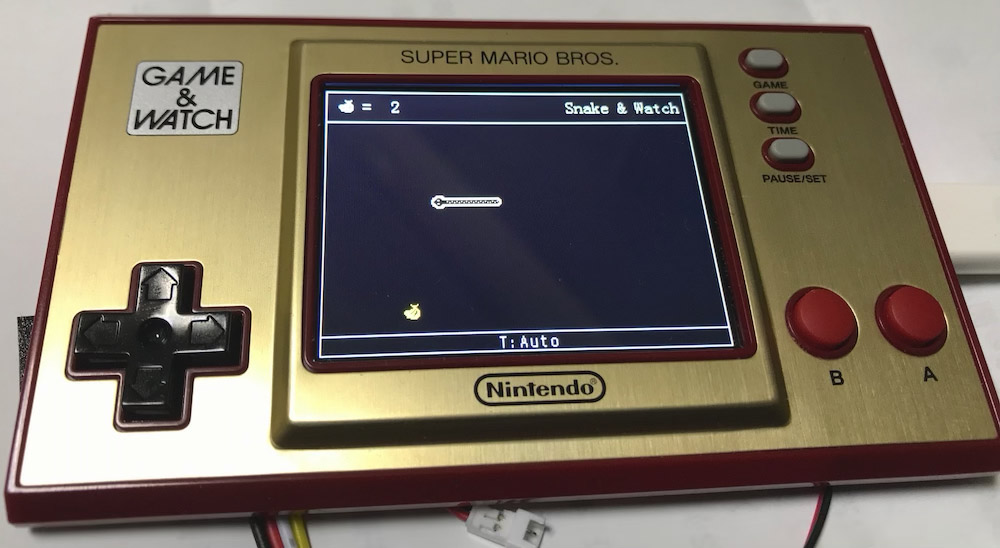 SUPER MARIO BROS.
GAME
&
WATCH
= 2
Snake & Watch
GAME
TIME
PAUSE/SET
T:Auto
Nintendo®
B
A